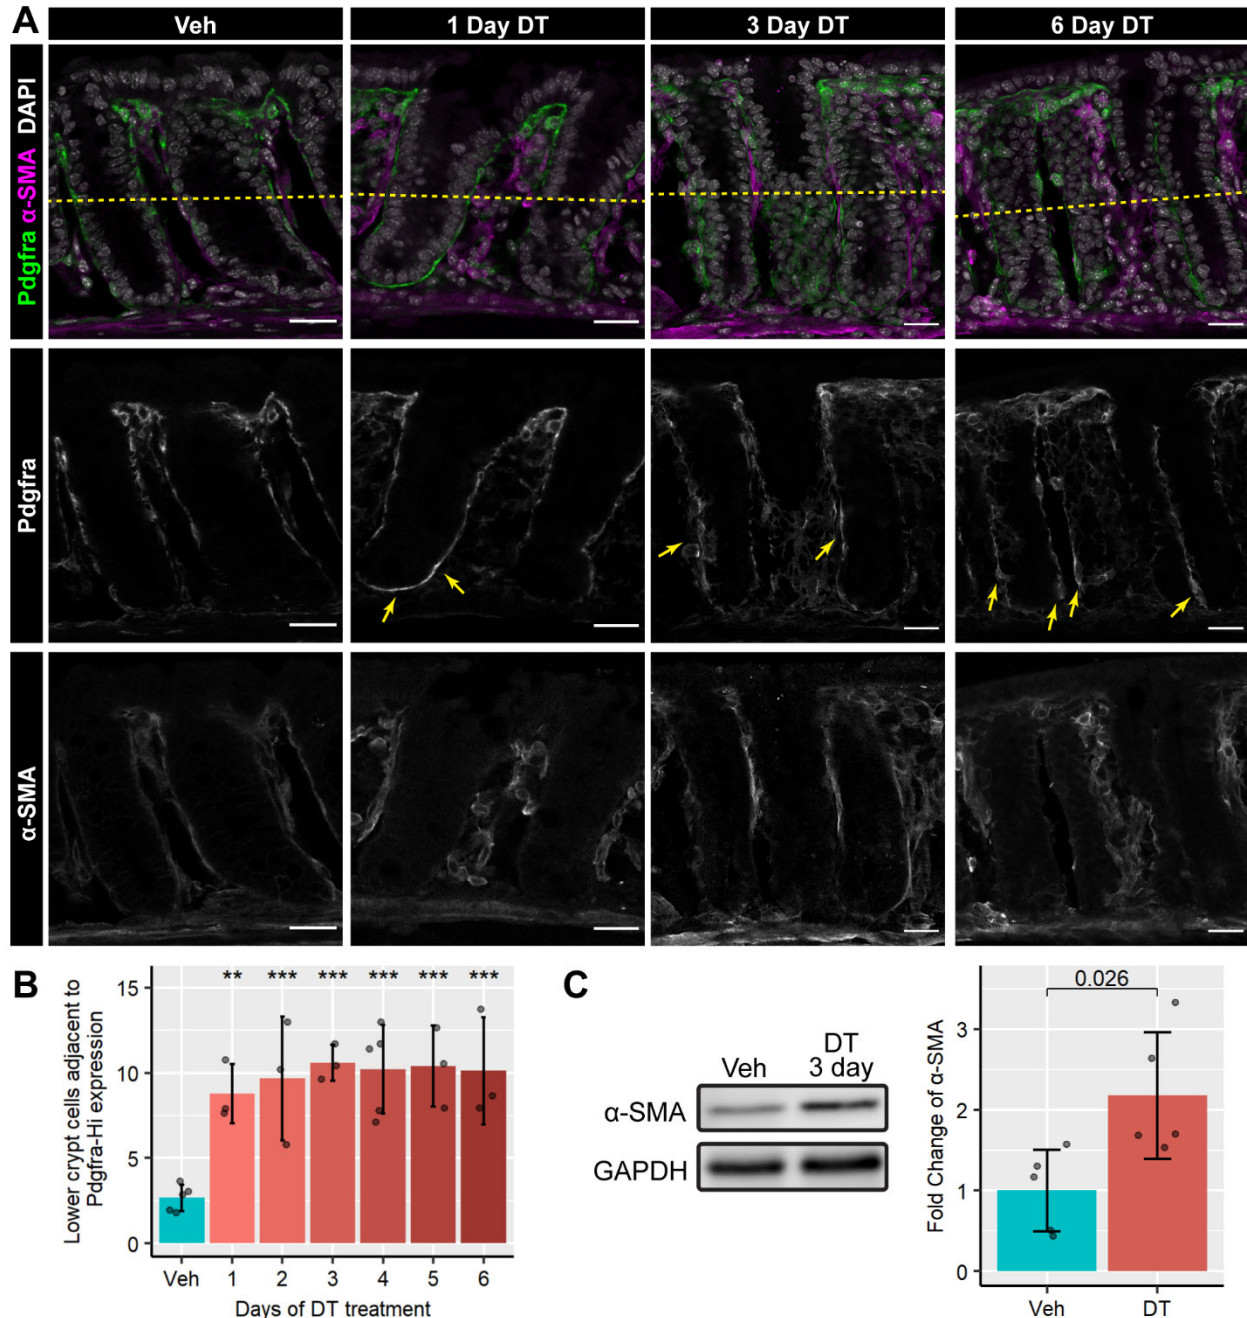 A
Veh
1 Day DT
3 Day DT
6 Day DT
Pdgfra α-SMA DAPI
Pdgfra
α-SMA
B
Lower crypt cells adjacent to
Pdgfra-Hi expression
15
10
5
0
** *** *** *** *** ***
Veh 1 2 3 4 5 6
Days of DT treatment
C
Veh
DT
3 day
α-SMA
GAPDH
Fold Change of α-SMA
0.026
3
2
1
0
Veh DT